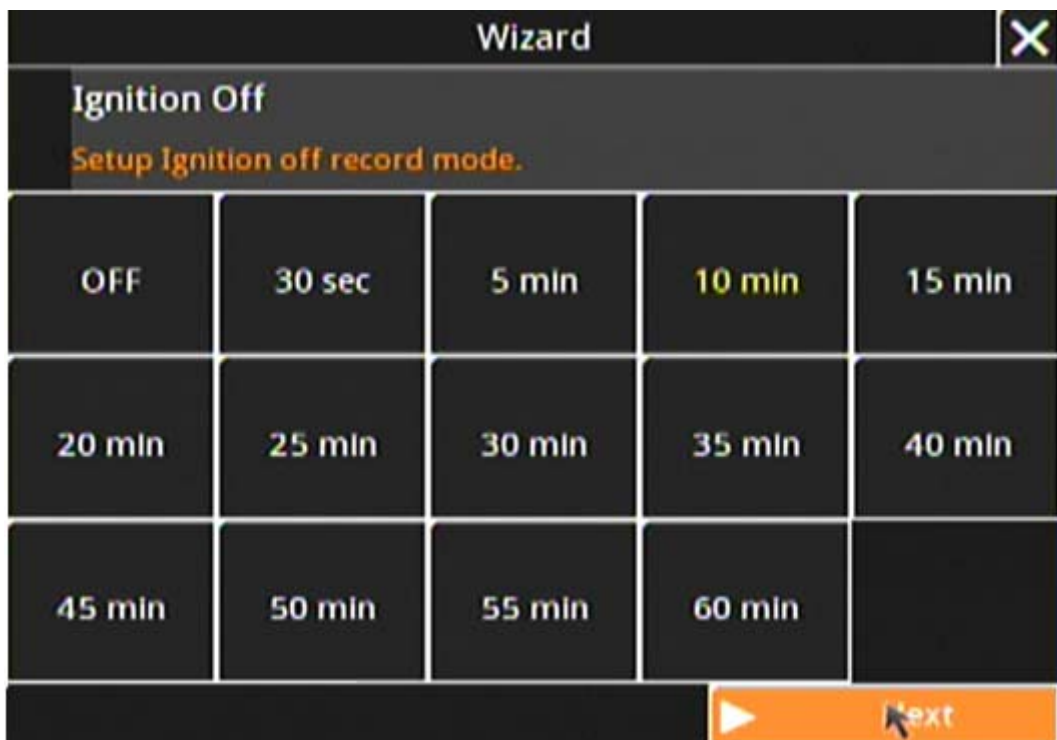 Wizard
Ignition Off
Setup Ignition off record mode.
OFF 30 sec 5 min 10 min 15 min
20 min 25 min 30 min 35 min 40 min
45 min 50 min 55 min 60 min
Next